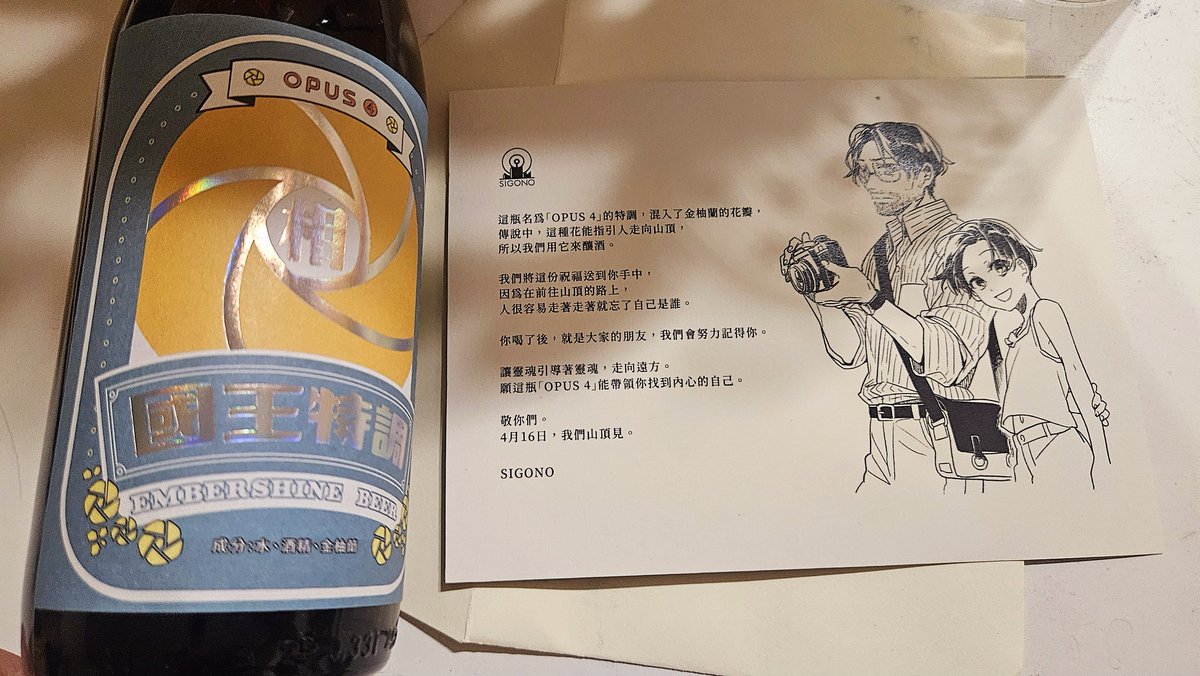 OPUS 4
國王特調
EMBERSHINE BEER
成分:水、酒精、金柚蘭
SIGONO
這瓶名為「OPUS 4」的特調,混入了金柚蘭的花瓣,
傳說中,這種花能指引人走向山頂,
所以我們用它來釀酒。
我們將這份祝福送到你手中,
因為在前往山頂的路上,
人很容易走著走著就忘了自己是誰。
你喝了後,就是大家的朋友,我們會努力記得你。
讓靈魂引導著靈魂,走向遠方。
願這瓶「OPUS 4」能帶領你找到內心的自己。
敬你們。
4月16日,我們山頂見。
SIGONO